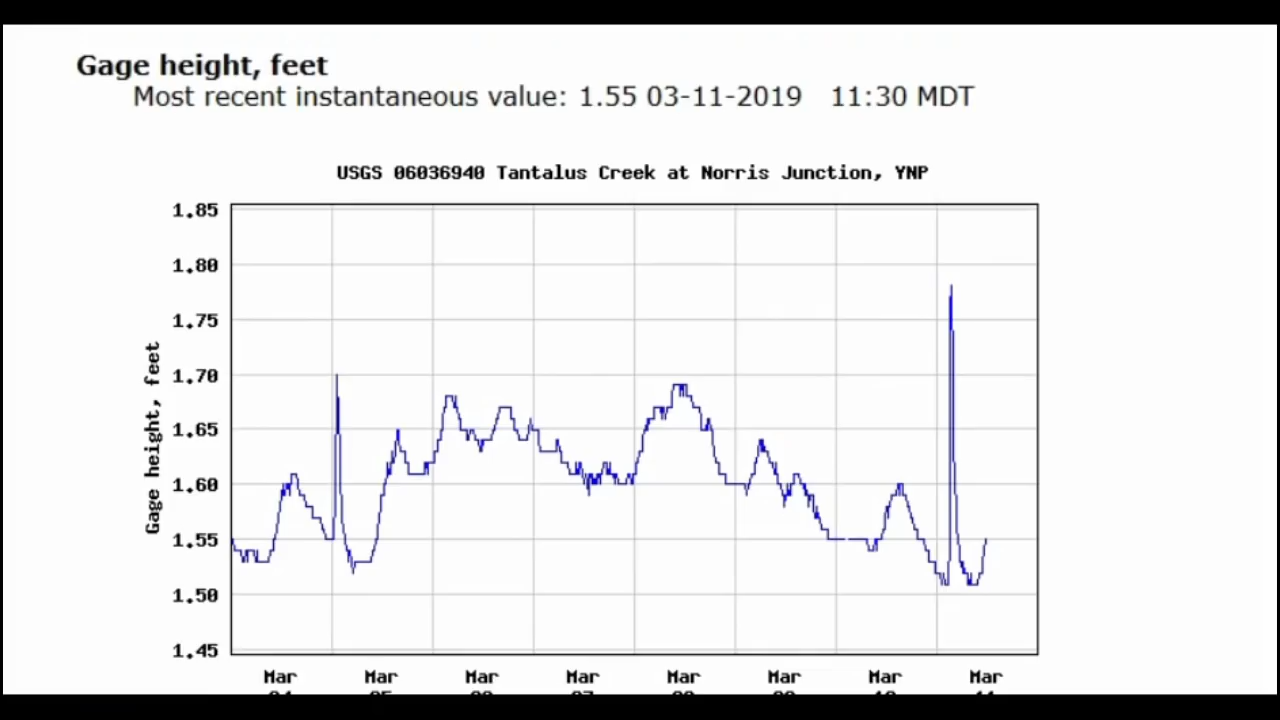 Gage height, feet
Most recent instantaneous value: 1.55 03-11-2019 11:30 MDT
USGS 06036940 Tantalus Creek at Norris Junction, YNP
1.85
1.80
1.75
1.70
1.65
1.60
1.55
1.50
1.45
Gage height, feet
Mar Mar Mar Mar Mar Mar Mar Mar